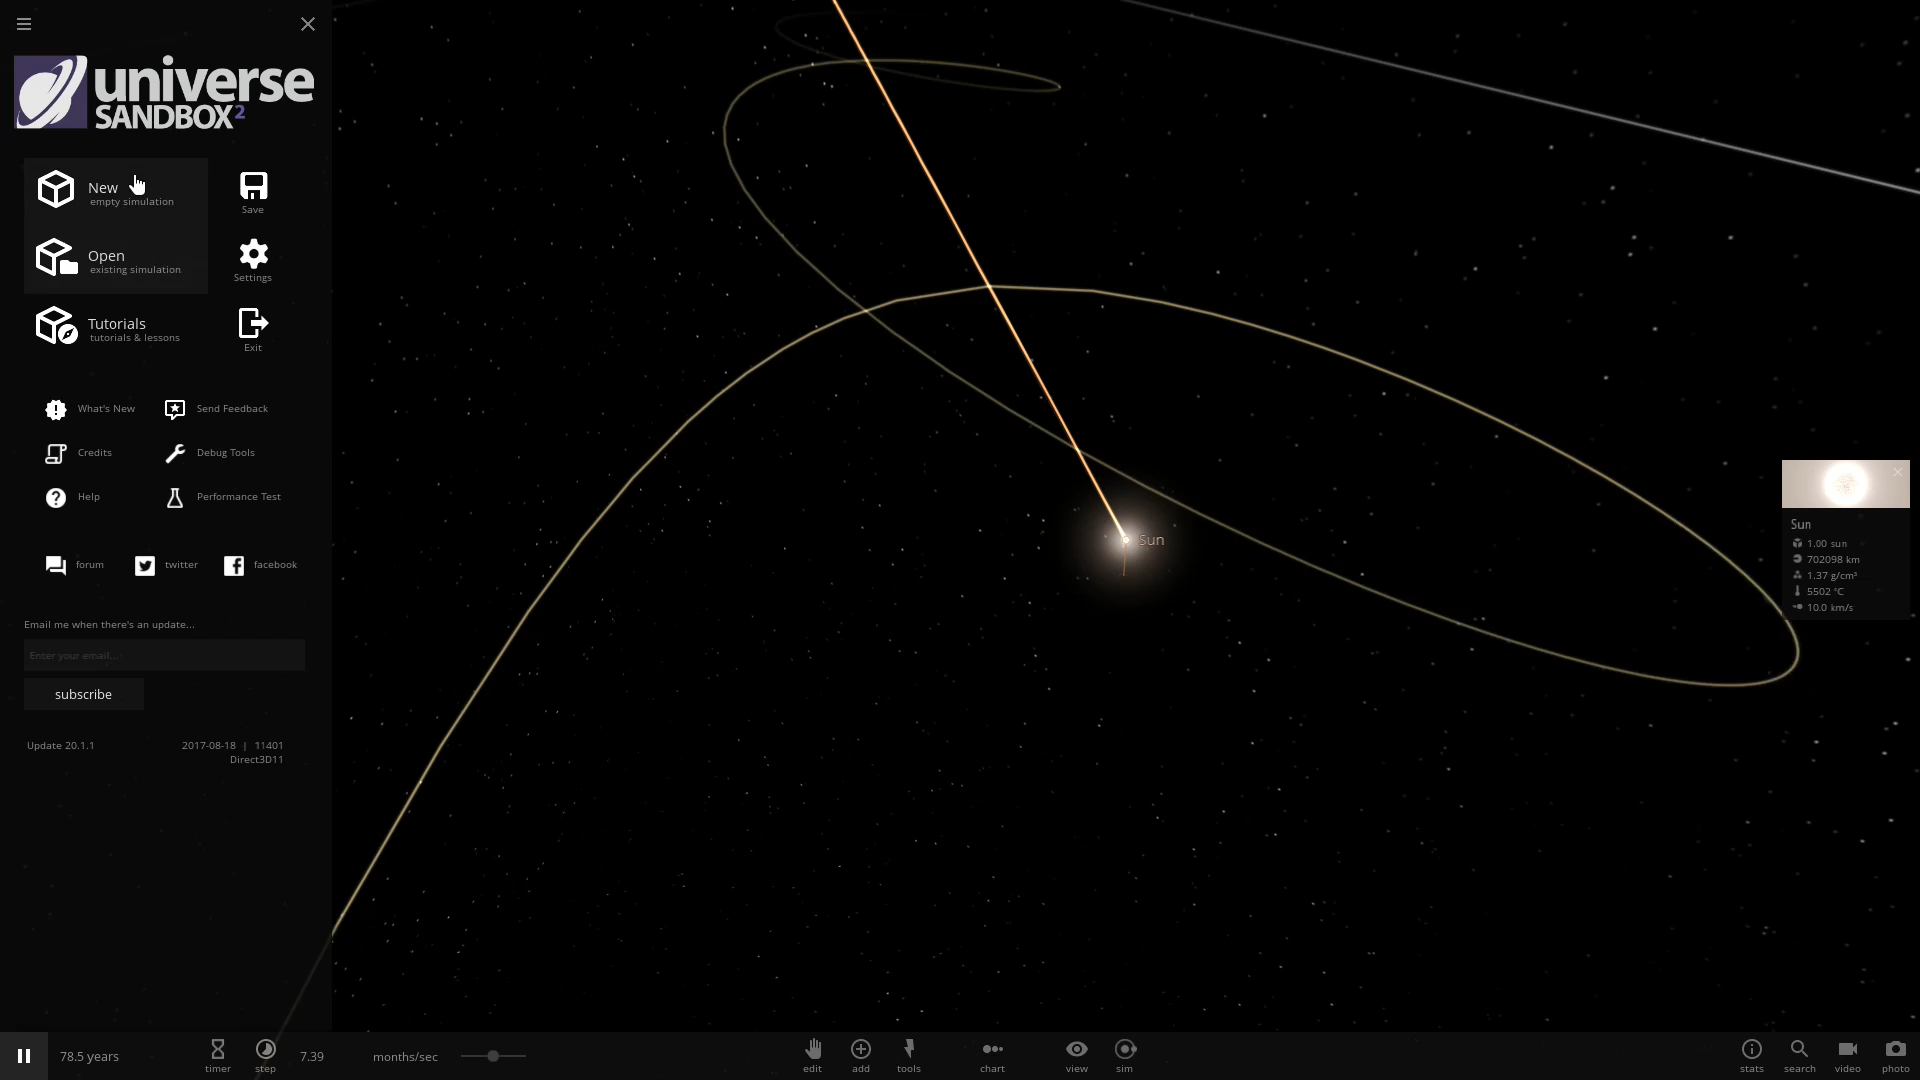 universe
SANDBOX²
New
empty simulation
Save
Open
existing simulation
Settings
Tutorials
tutorials & lessons
Exit
What's New
Send Feedback
Credits
Debug Tools
Help
Performance Test
forum
twitter
facebook
Email me when there's an update...
Enter your email...
subscribe
Update 20.1.1
2017-08-18 | 11401
Direct3D11
Sun
Sun
1.00 sun
702098 km
1.37 g/cm³
5502 °C
10.0 km/s
78.5 years
timer
step
7.39
months/sec
edit
add
tools
chart
view
sim
stats
search
video
photo